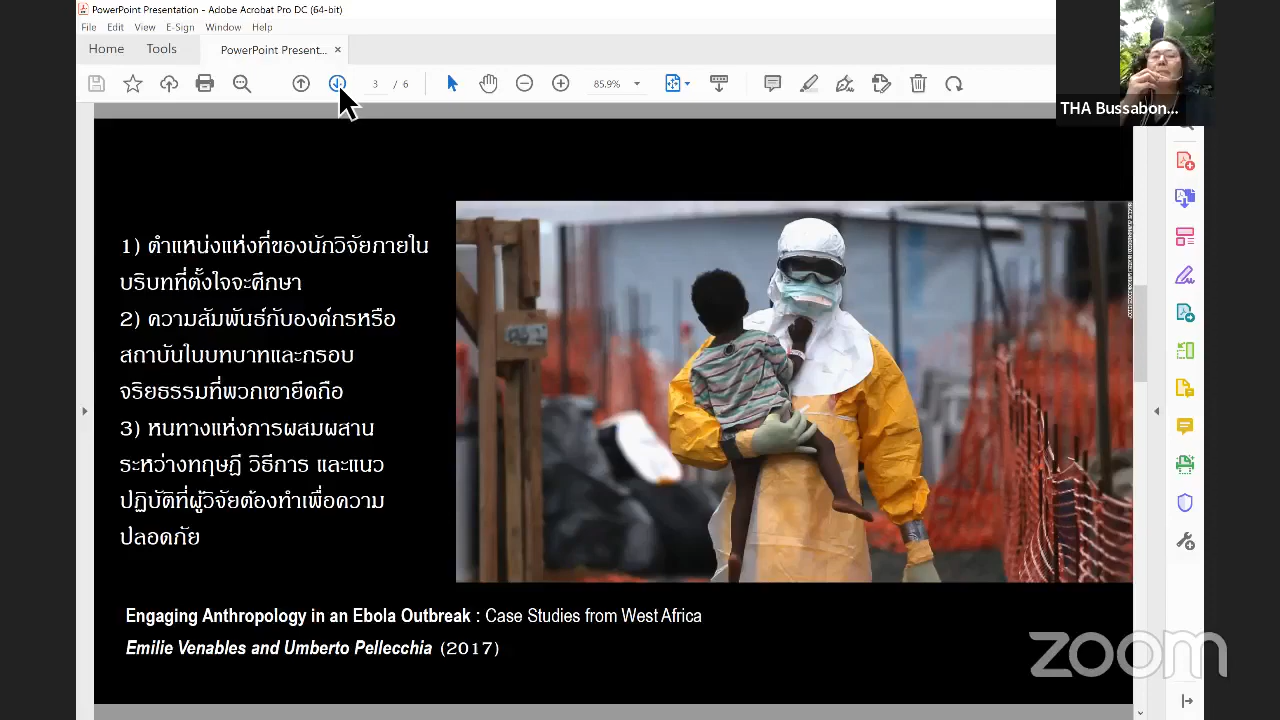 PowerPoint Presentation - Adobe Acrobat Pro DC (64-bit)
File Edit View E-Sign Window Help
Home Tools PowerPoint Present... ×
3 / 6 85.9%
THA Bussabon...
1) ตำแหน่งแห่งที่ของนักวิจัยภายใน
บริบทที่ตั้งใจจะศึกษา
2) ความสัมพันธ์กับองค์กรหรือ
สถาบันในบทบาทและกรอบ
จริยธรรมที่พวกเขายึดถือ
3) หนทางแห่งการผสมผสาน
ระหว่างทฤษฎี วิธีการ และแนว
ปฏิบัติที่ผู้วิจัยต้องทำเพื่อความ
ปลอดภัย
Engaging Anthropology in an Ebola Outbreak : Case Studies from West Africa
Emilie Venables and Umberto Pellecchia (2017)
zoom